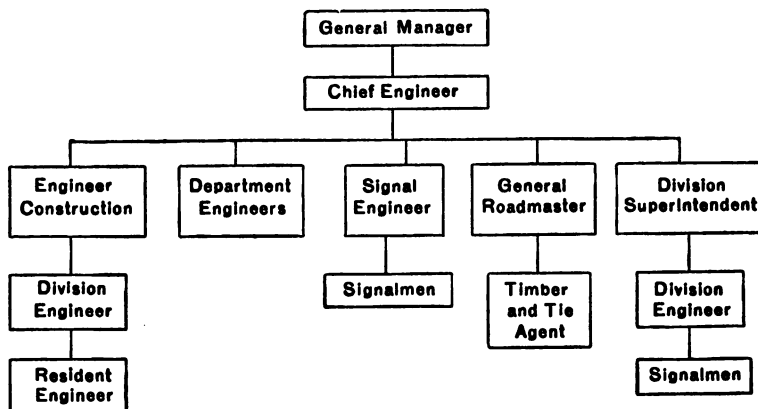 General Manager
Chief Engineer
Engineer
Construction
Department
Engineers
Signal
Engineer
General
Roadmaster
Division
Superintendent
Division
Engineer
Signalmen
Timber
and Tie
Agent
Division
Engineer
Resident
Engineer
Signalmen